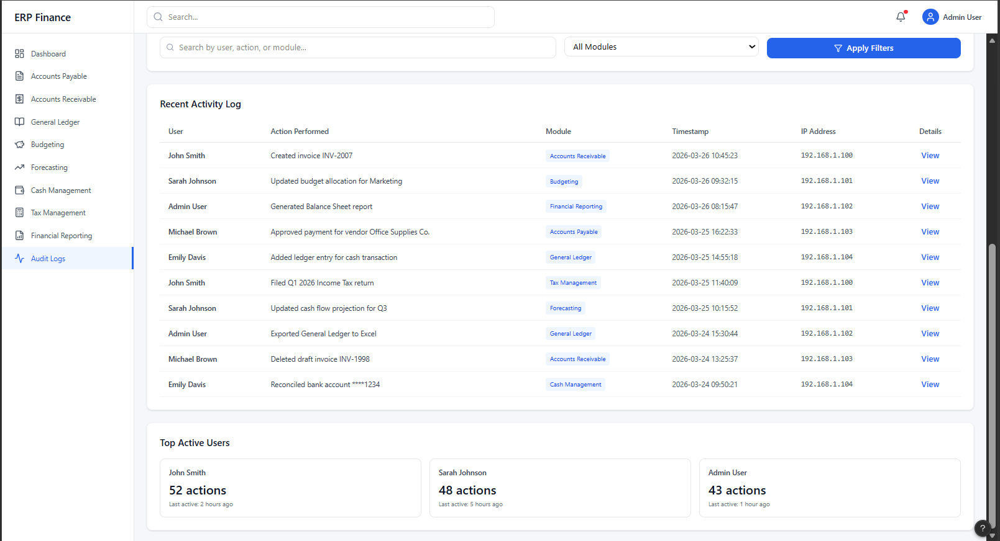 ERP Finance
Search...
Admin User
Dashboard
Accounts Payable
Accounts Receivable
General Ledger
Budgeting
Forecasting
Cash Management
Tax Management
Financial Reporting
Audit Logs
Search by user, action, or module...
All Modules
Apply Filters
Recent Activity Log
User Action Performed Module Timestamp IP Address Details
John Smith Created invoice INV-2007 Accounts Receivable 2026-03-26 10:45:23 192.168.1.100 View
Sarah Johnson Updated budget allocation for Marketing Budgeting 2026-03-26 09:32:15 192.168.1.101 View
Admin User Generated Balance Sheet report Financial Reporting 2026-03-26 08:15:47 192.168.1.102 View
Michael Brown Approved payment for vendor Office Supplies Co. Accounts Payable 2026-03-25 16:22:33 192.168.1.103 View
Emily Davis Added ledger entry for cash transaction General Ledger 2026-03-25 14:55:18 192.168.1.104 View
John Smith Filed Q1 2026 Income Tax return Tax Management 2026-03-25 11:40:09 192.168.1.100 View
Sarah Johnson Updated cash flow projection for Q3 Forecasting 2026-03-25 10:15:52 192.168.1.101 View
Admin User Exported General Ledger to Excel General Ledger 2026-03-24 15:30:44 192.168.1.102 View
Michael Brown Deleted draft invoice INV-1998 Accounts Receivable 2026-03-24 13:25:37 192.168.1.103 View
Emily Davis Reconciled bank account ****1234 Cash Management 2026-03-24 09:50:21 192.168.1.104 View
Top Active Users
John Smith
52 actions
Last active: 2 hours ago
Sarah Johnson
48 actions
Last active: 5 hours ago
Admin User
43 actions
Last active: 1 hour ago
?